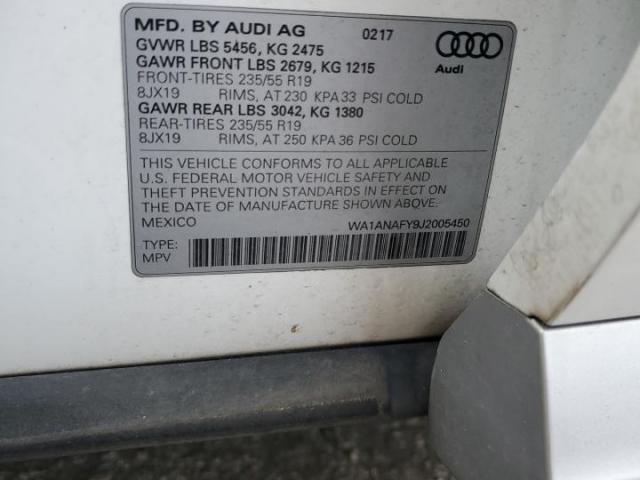 MFD. BY AUDI AG 0217
GVWR LBS 5456, KG 2475
GAWR FRONT LBS 2679, KG 1215
FRONT-TIRES 235/55 R19
8JX19 RIMS, AT 230 KPA 33 PSI COLD
GAWR REAR LBS 3042, KG 1380
REAR-TIRES 235/55 R19
8JX19 RIMS, AT 250 KPA 36 PSI COLD
Audi
THIS VEHICLE CONFORMS TO ALL APPLICABLE
U.S. FEDERAL MOTOR VEHICLE SAFETY AND
THEFT PREVENTION STANDARDS IN EFFECT ON
THE DATE OF MANUFACTURE SHOWN ABOVE.
MEXICO WA1ANAFY9J2005450
TYPE:
MPV